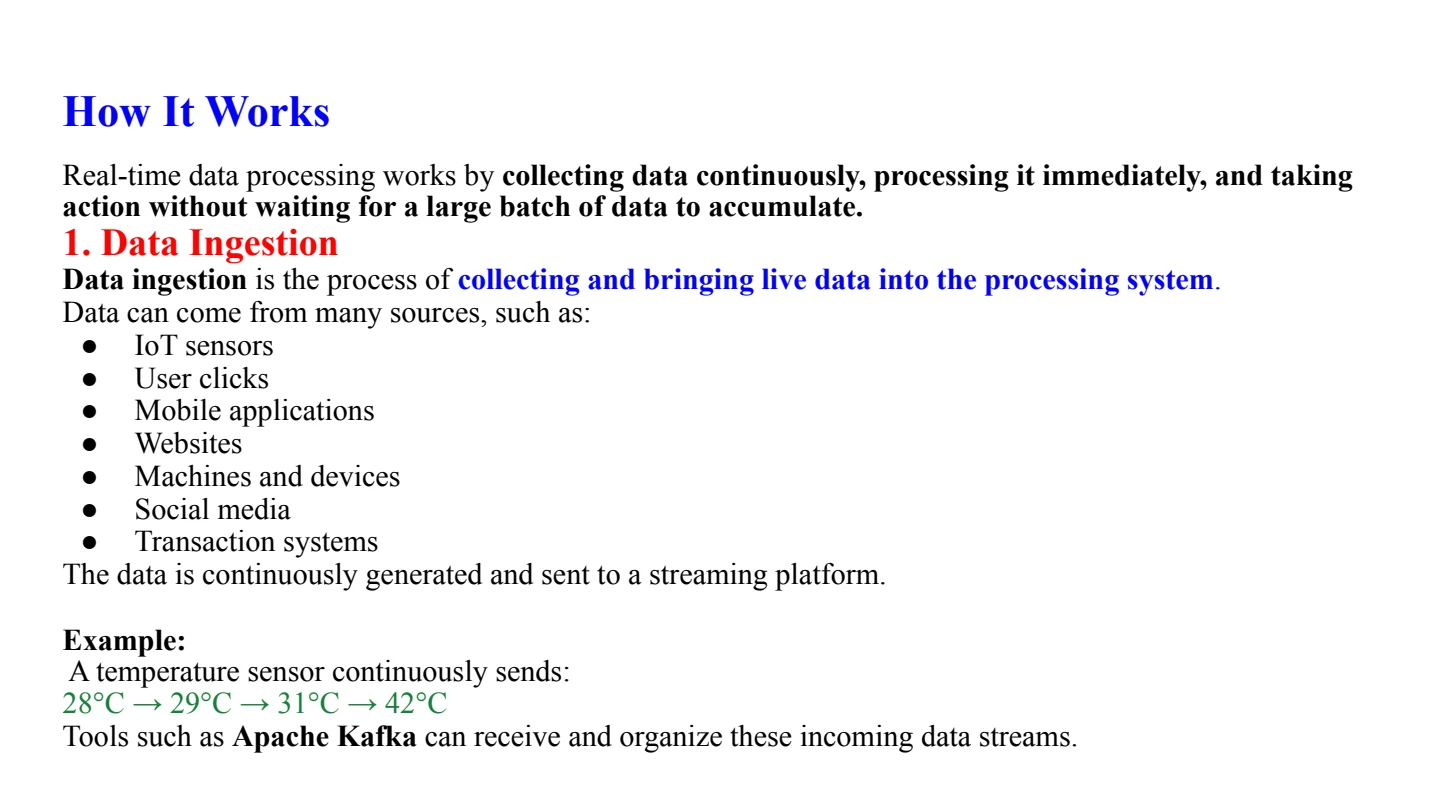 How It Works
Real-time data processing works by collecting data continuously, processing it immediately, and taking
action without waiting for a large batch of data to accumulate.
1. Data Ingestion
Data ingestion is the process of collecting and bringing live data into the processing system.
Data can come from many sources, such as:
● IoT sensors
● User clicks
● Mobile applications
● Websites
● Machines and devices
● Social media
● Transaction systems
The data is continuously generated and sent to a streaming platform.
Example:
A temperature sensor continuously sends:
28°C → 29°C → 31°C → 42°C
Tools such as Apache Kafka can receive and organize these incoming data streams.